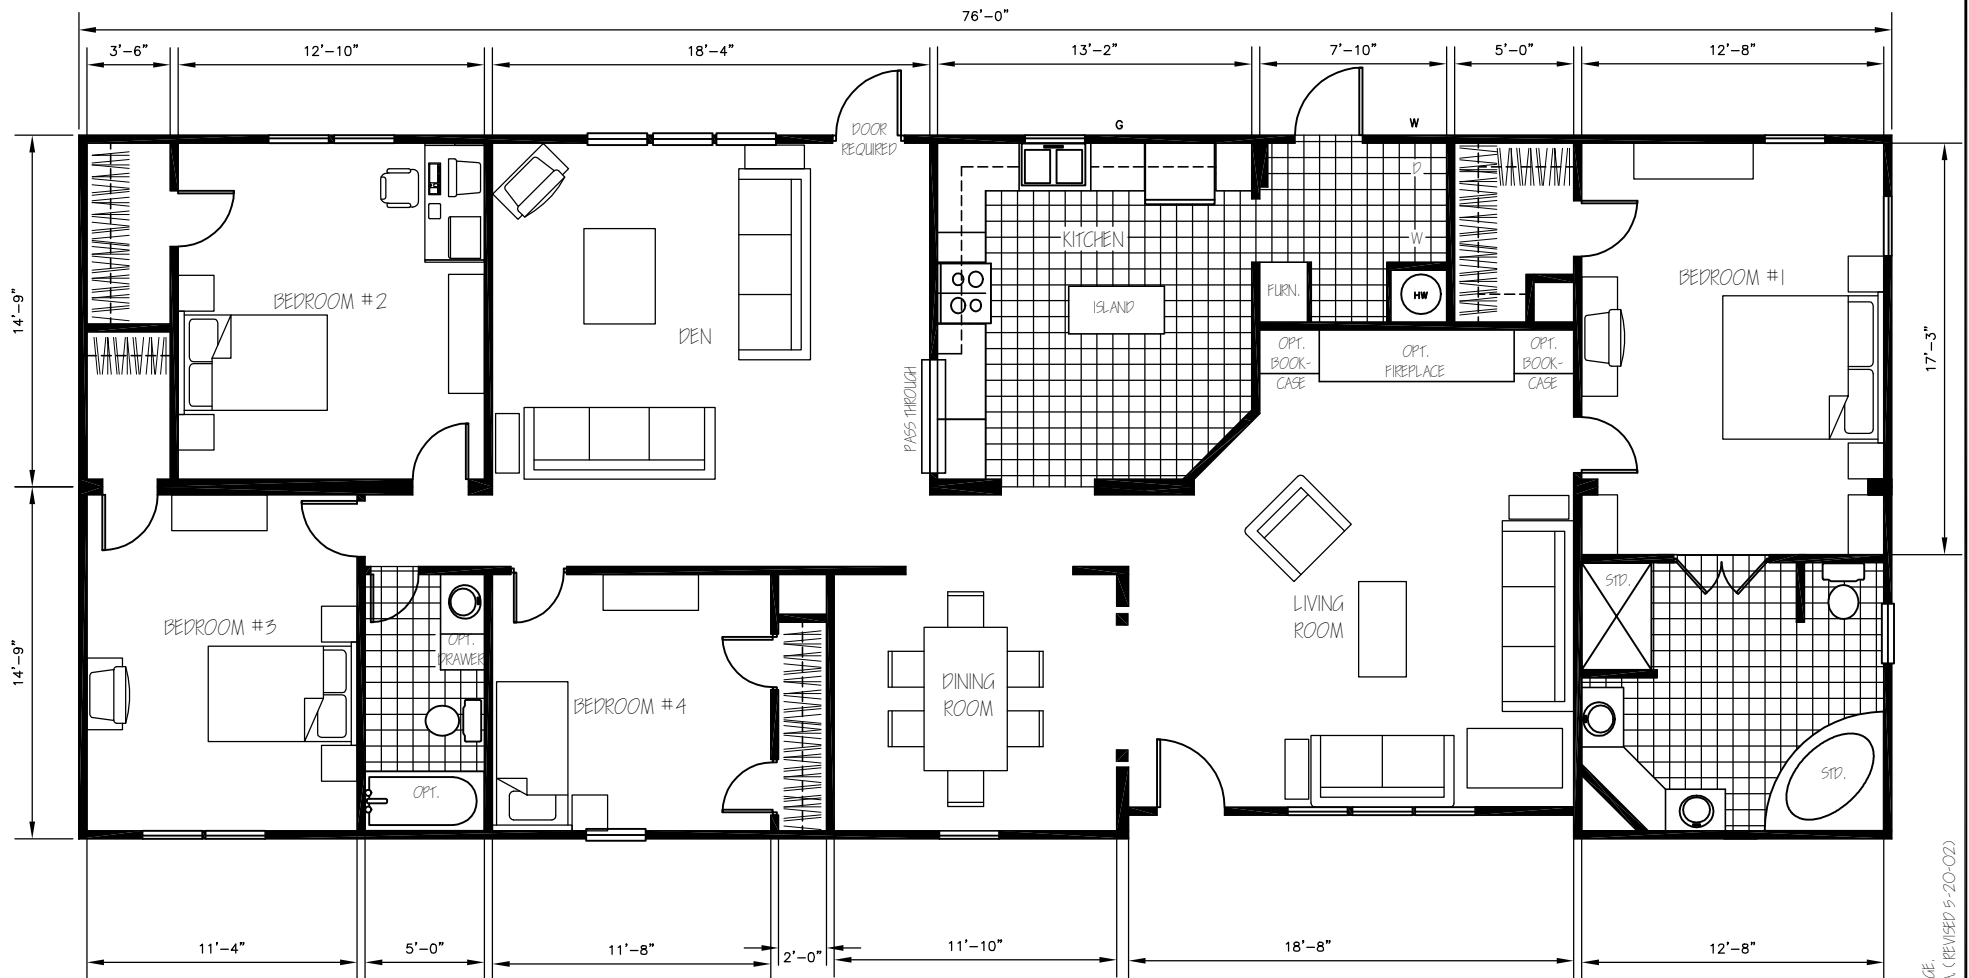 76'-0"
3'-6" 12'-10" 18'-4" 13'-2" 7'-10" 5'-0" 12'-8"
G W
DOOR
REQUIRED
D
W
KITCHEN
BEDROOM #2
BEDROOM #1
FURN.
HW
ISLAND
DEN
14'-9"
17'-3"
OPT.
BOOK-
CASE
OPT.
FIREPLACE
OPT.
BOOK-
CASE
PASS THROUGH
STD.
LIVING
ROOM
BEDROOM #3
OPT.
DRAWER
14'-9"
DINING
ROOM
BEDROOM #4
STD.
OPT.
11'-4" 5'-0" 11'-8" 2'-0" 11'-10" 18'-8" 12'-8"
GE.
A. (REVISED 5-20-02)